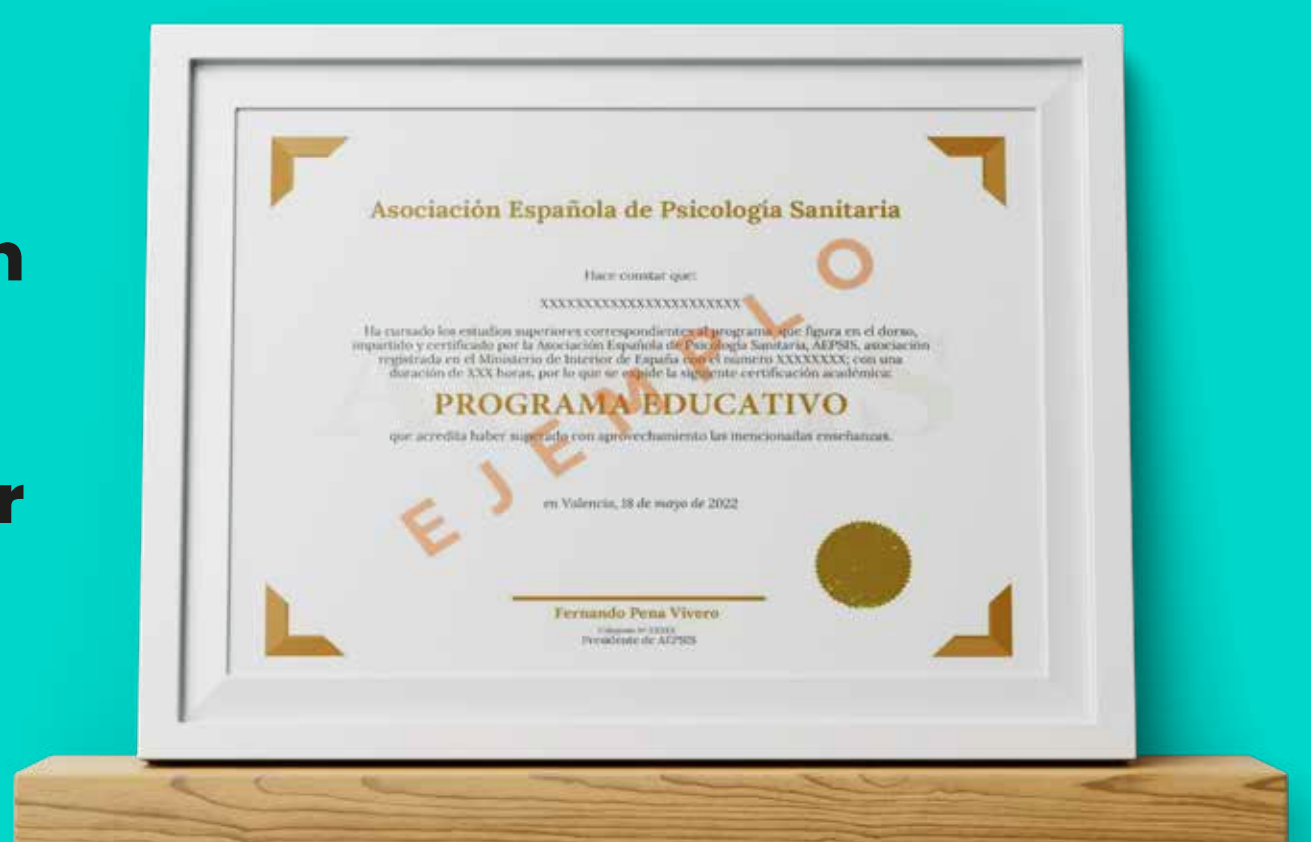 n
r
Asociación Española de Psicología Sanitaria
Hace constar que:
XXXXXXXXXXXXXXXXXXXXXXX
Ha cursado los estudios superiores correspondientes al programa, que figura en el dorso,
impartido y certificado por la Asociación Española de Psicología Sanitaria, AEPSIS, asociación
registrada en el Ministerio de Interior de España con el número XXXXXXXX; con una
duración de XXX horas, por lo que se expide la siguiente certificación académica:
PROGRAMA EDUCATIVO
que acredita haber superado con aprovechamiento las mencionadas enseñanzas.
EJEMPLO
en Valencia, 18 de mayo de 2022
Fernando Pena Vivero
Presidente de AEPSIS